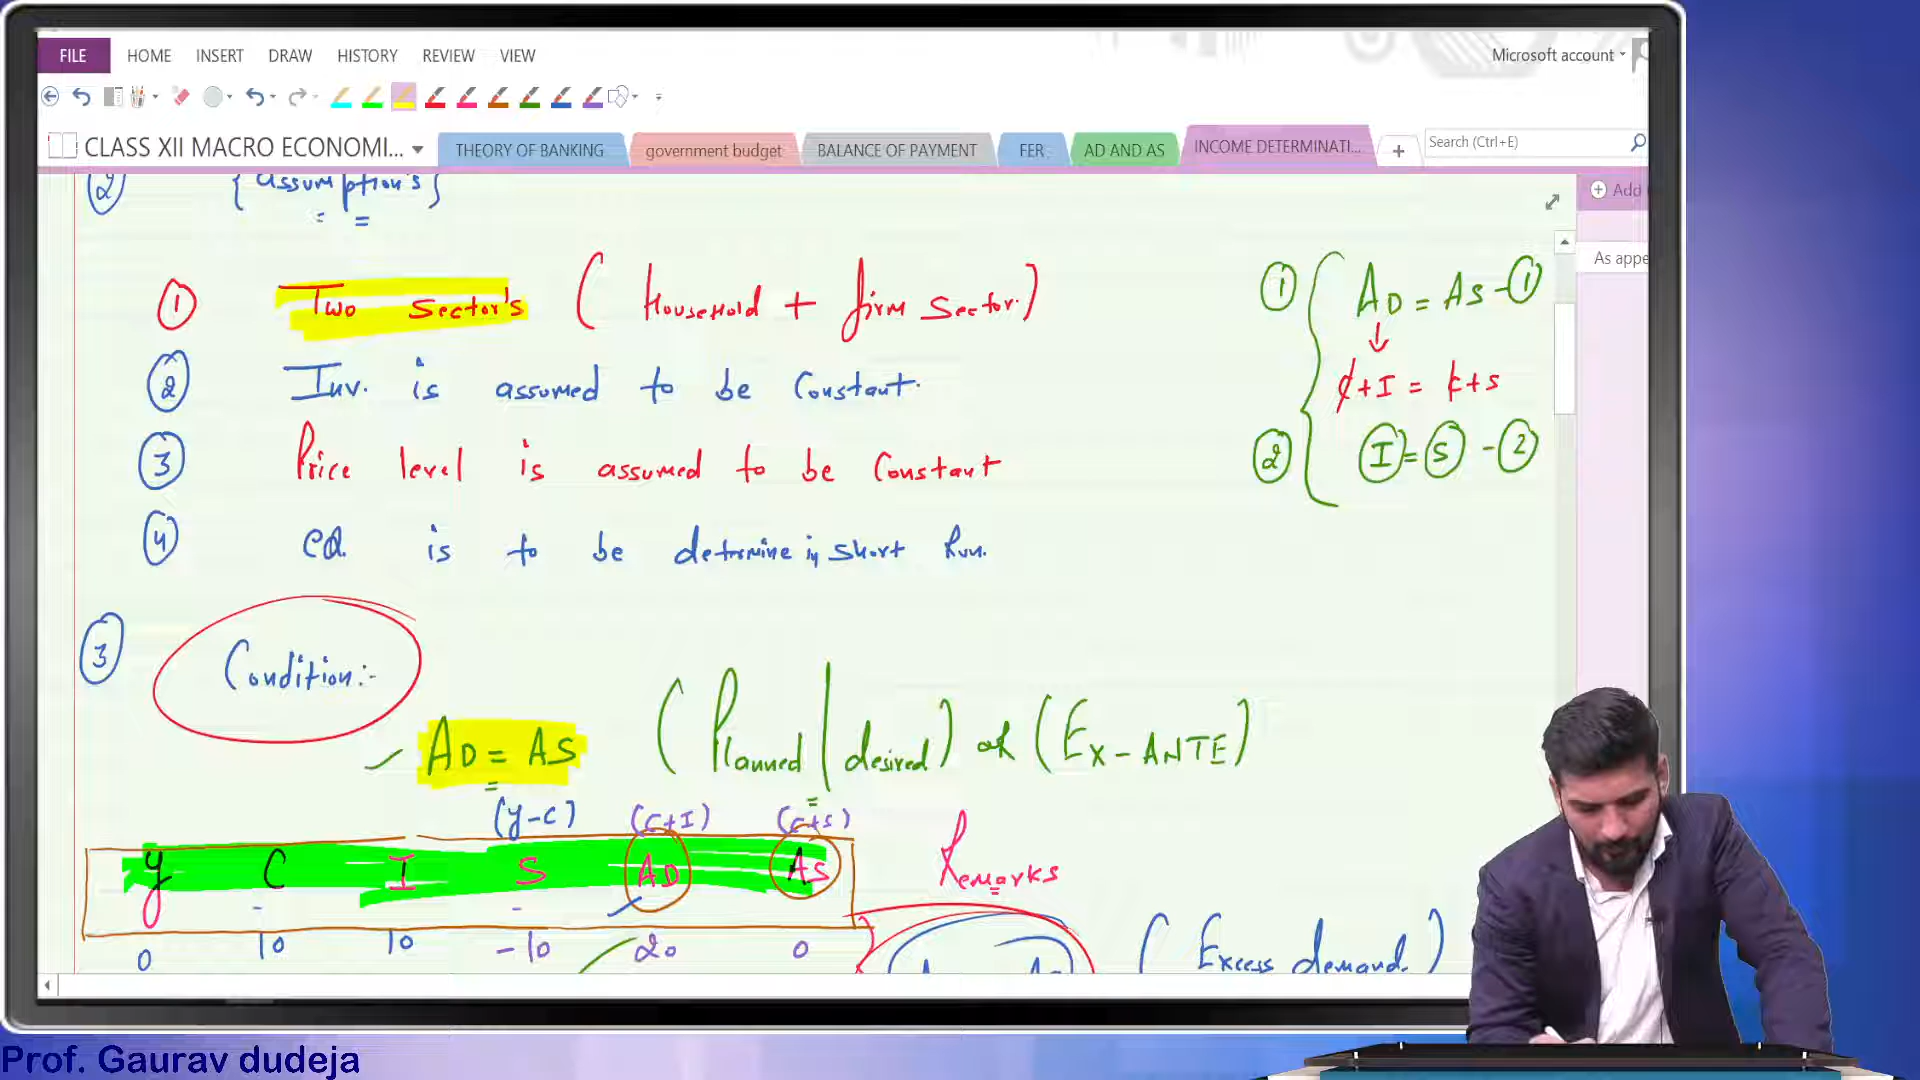 FILE HOME INSERT DRAW HISTORY REVIEW VIEW Microsoft account
CLASS XII MACRO ECONOMI... THEORY OF BANKING government budget BALANCE OF PAYMENT FER AD AND AS INCOME DETERMINATI... + Search (Ctrl+E)
Add
As appe
② {assumption's}
① Two Sector's (Household + firm sector)
② Inv. is assumed to be Constant.
③ Price level is assumed to be Constant
④ eq. is to be determine in short Run.
① AD = AS - ①
↓
C+I = C+S
② I = S - ②
③ Condition:-
AD = AS (Planned | desired) or (EX-ANTE)
(y-c) (c+I) (c+s)
y C I S AD AS Remarks
0 10 10 -10 20 0
(Excess demand.)
Prof. Gaurav dudeja